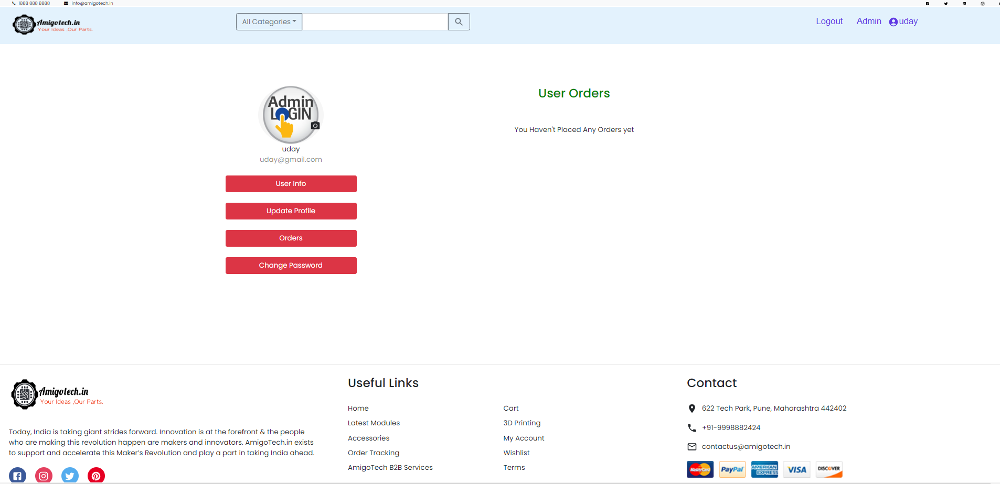 1888 888 8888 info@amigotech.in
Amigotech.in
Your Ideas ,Our Parts.
All Categories
Logout Admin uday
Admin
LOGIN
uday
uday@gmail.com
User Info
Update Profile
Orders
Change Password
User Orders
You Haven't Placed Any Orders yet
Amigotech.in
Your Ideas ,Our Parts.
Today, India is taking giant strides forward. Innovation is at the forefront & the people
who are making this revolution happen are makers and innovators. AmigoTech.in exists
to support and accelerate this Maker’s Revolution and play a part in taking India ahead.
Useful Links
Home
Latest Modules
Accessories
Order Tracking
AmigoTech B2B Services
Cart
3D Printing
My Account
Wishlist
Terms
Contact
622 Tech Park, Pune, Maharashtra 442402
+91-9998882424
contactus@amigotech.in
MasterCard PayPal AMERICAN EXPRESS VISA DISCOVER